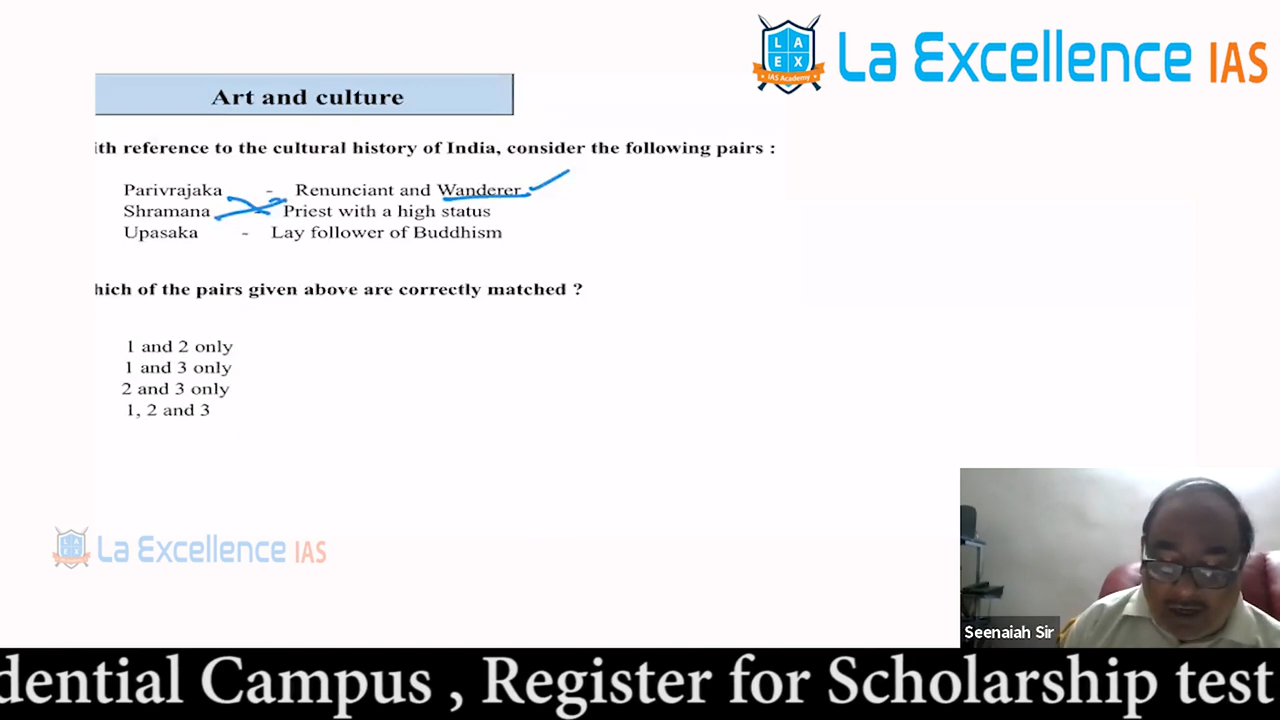 L A
E X
IAS Academy
La Excellence IAS
Art and culture
ith reference to the cultural history of India, consider the following pairs :
Parivrajaka - Renunciant and Wanderer
Shramana - Priest with a high status
Upasaka - Lay follower of Buddhism
hich of the pairs given above are correctly matched ?
1 and 2 only
1 and 3 only
2 and 3 only
1, 2 and 3
La Excellence IAS
Seenaiah Sir
dential Campus , Register for Scholarship test